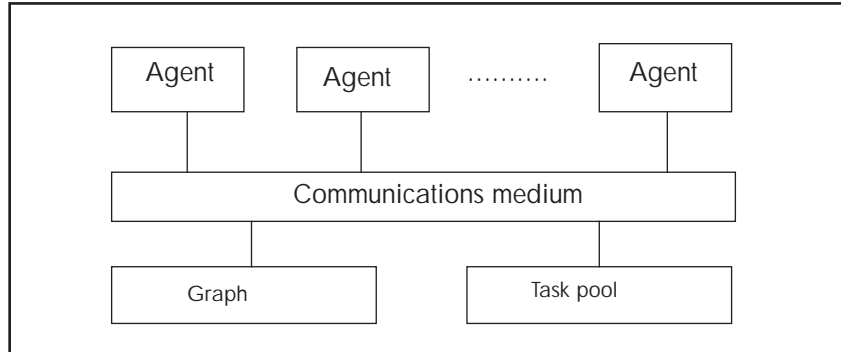 Agent
Agent
..........
Agent
Communications medium
Graph
Task pool